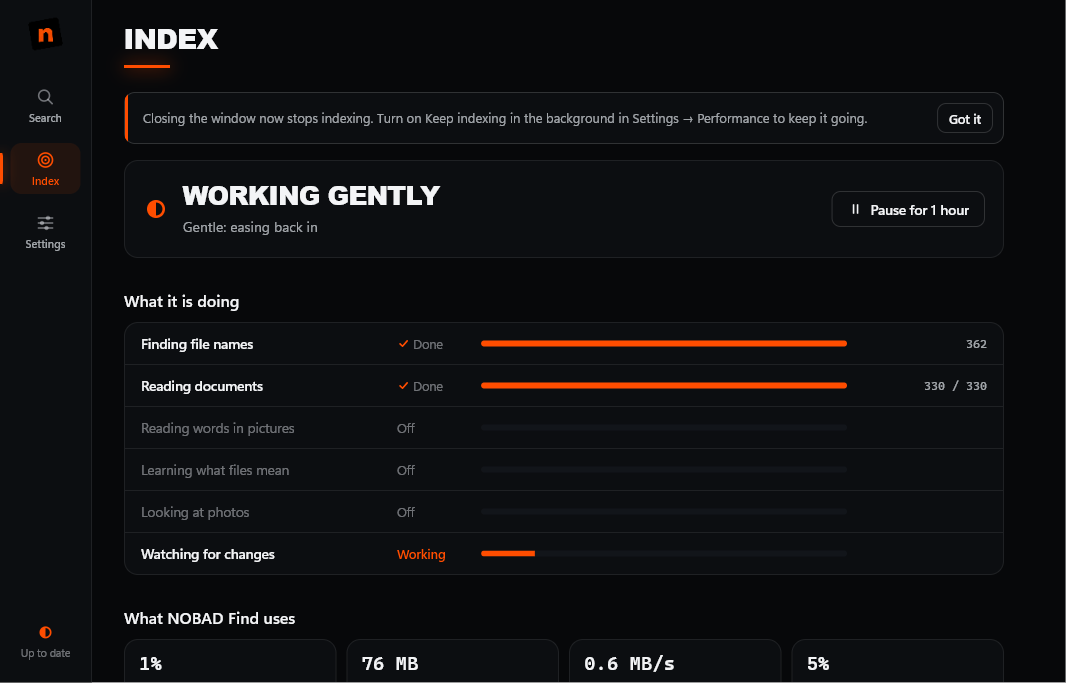 n
INDEX
Search
Closing the window now stops indexing. Turn on Keep indexing in the background in Settings → Performance to keep it going.
Got it
Index
WORKING GENTLY
Gentle: easing back in
Pause for 1 hour
Settings
What it is doing
Finding file names Done 362
Reading documents Done 330 / 330
Reading words in pictures Off
Learning what files mean Off
Looking at photos Off
Watching for changes Working
What NOBAD Find uses
Up to date
1% 76 MB 0.6 MB/s 5%